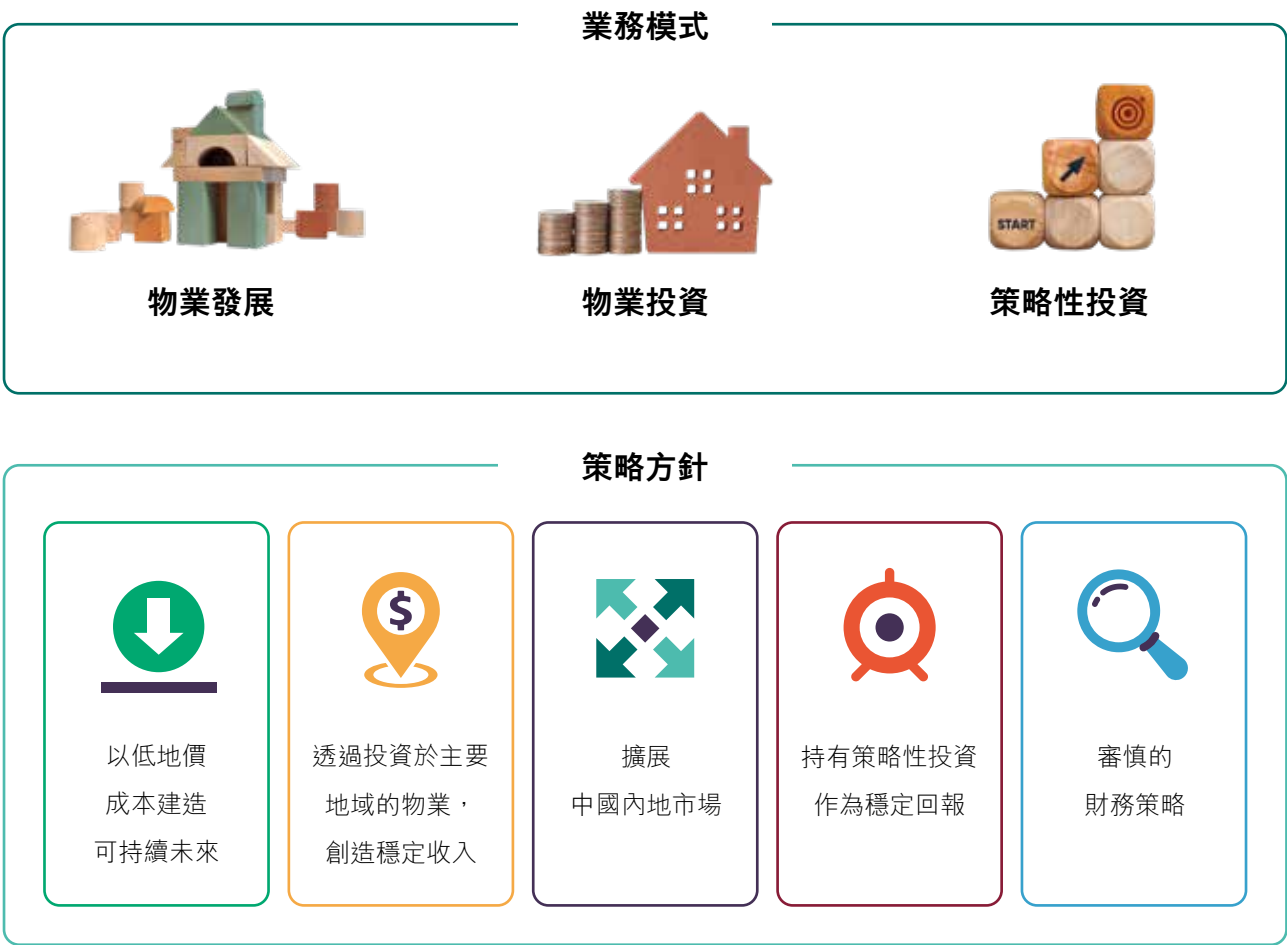 業務模式
START
物業發展
物業投資
策略性投資
策略方針
$
以低地價
成本建造
可持續未來
透過投資於主要
地域的物業，
創造穩定收入
擴展
中國內地市場
持有策略性投資
作為穩定回報
審慎的
財務策略